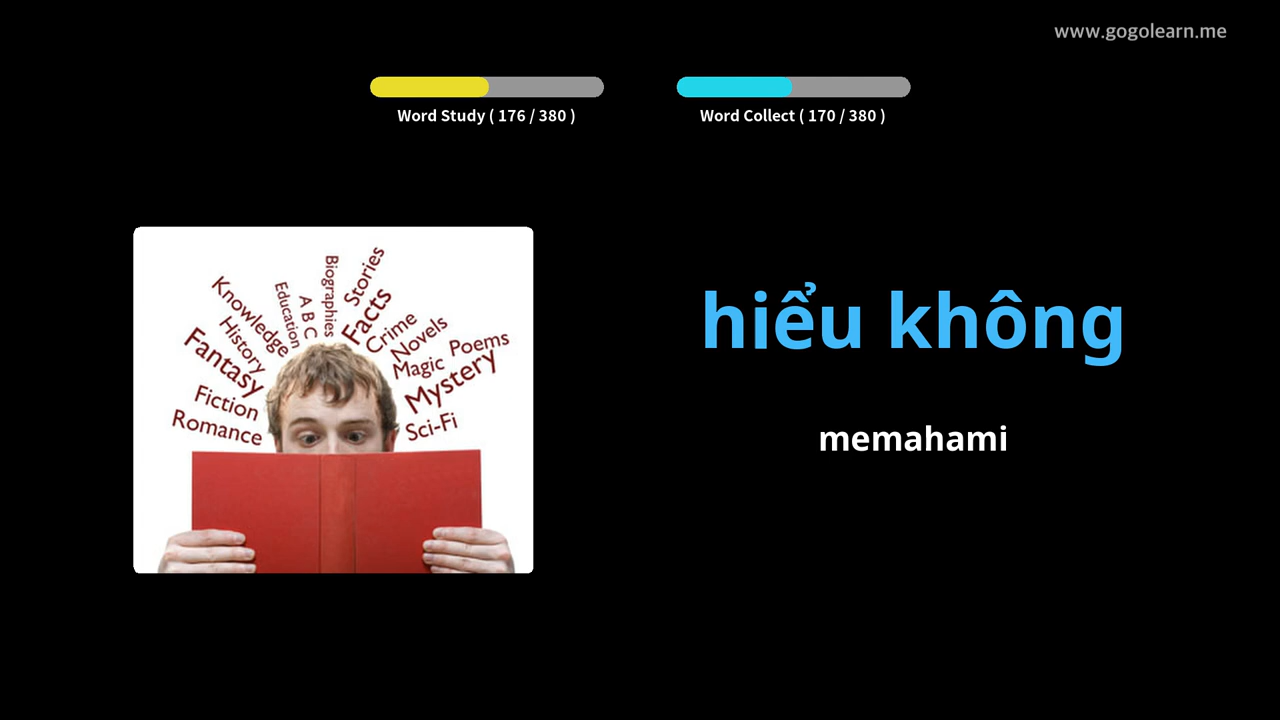 www.gogolearn.me
Word Study ( 176 / 380 )
Word Collect ( 170 / 380 )
Biographies
Stories
Knowledge
Education
A B C
Facts
History
Crime
Novels
Fantasy
Magic
Poems
Mystery
Fiction
Romance
Sci-Fi
hiểu không
memahami